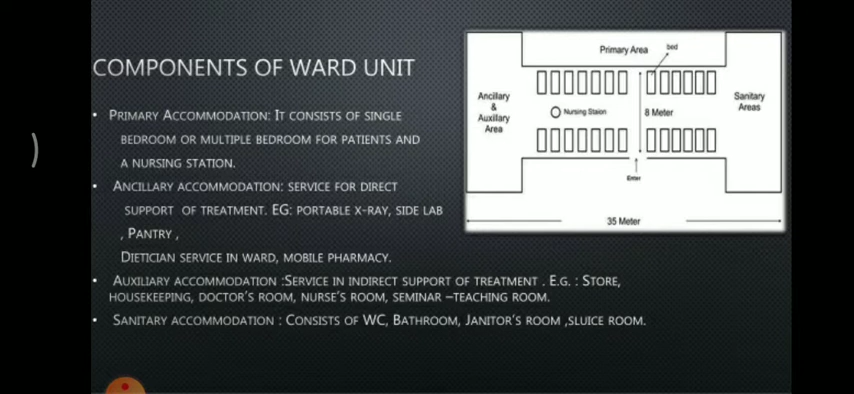 COMPONENTS OF WARD UNIT
• PRIMARY ACCOMMODATION: IT CONSISTS OF SINGLE
BEDROOM OR MULTIPLE BEDROOM FOR PATIENTS AND
A NURSING STATION.
• ANCILLARY ACCOMMODATION: SERVICE FOR DIRECT
SUPPORT OF TREATMENT. EG: PORTABLE X-RAY, SIDE LAB
, PANTRY ,
DIETICIAN SERVICE IN WARD, MOBILE PHARMACY.
• AUXILIARY ACCOMMODATION :SERVICE IN INDIRECT SUPPORT OF TREATMENT . E.G. : STORE,
HOUSEKEEPING, DOCTOR'S ROOM, NURSE'S ROOM, SEMINAR –TEACHING ROOM.
• SANITARY ACCOMMODATION : CONSISTS OF WC, BATHROOM, JANITOR'S ROOM ,SLUICE ROOM.
Primary Area
bed
Ancillary
&
Auxillary
Area
Nursing Staion
8 Meter
Sanitary
Areas
Enter
35 Meter